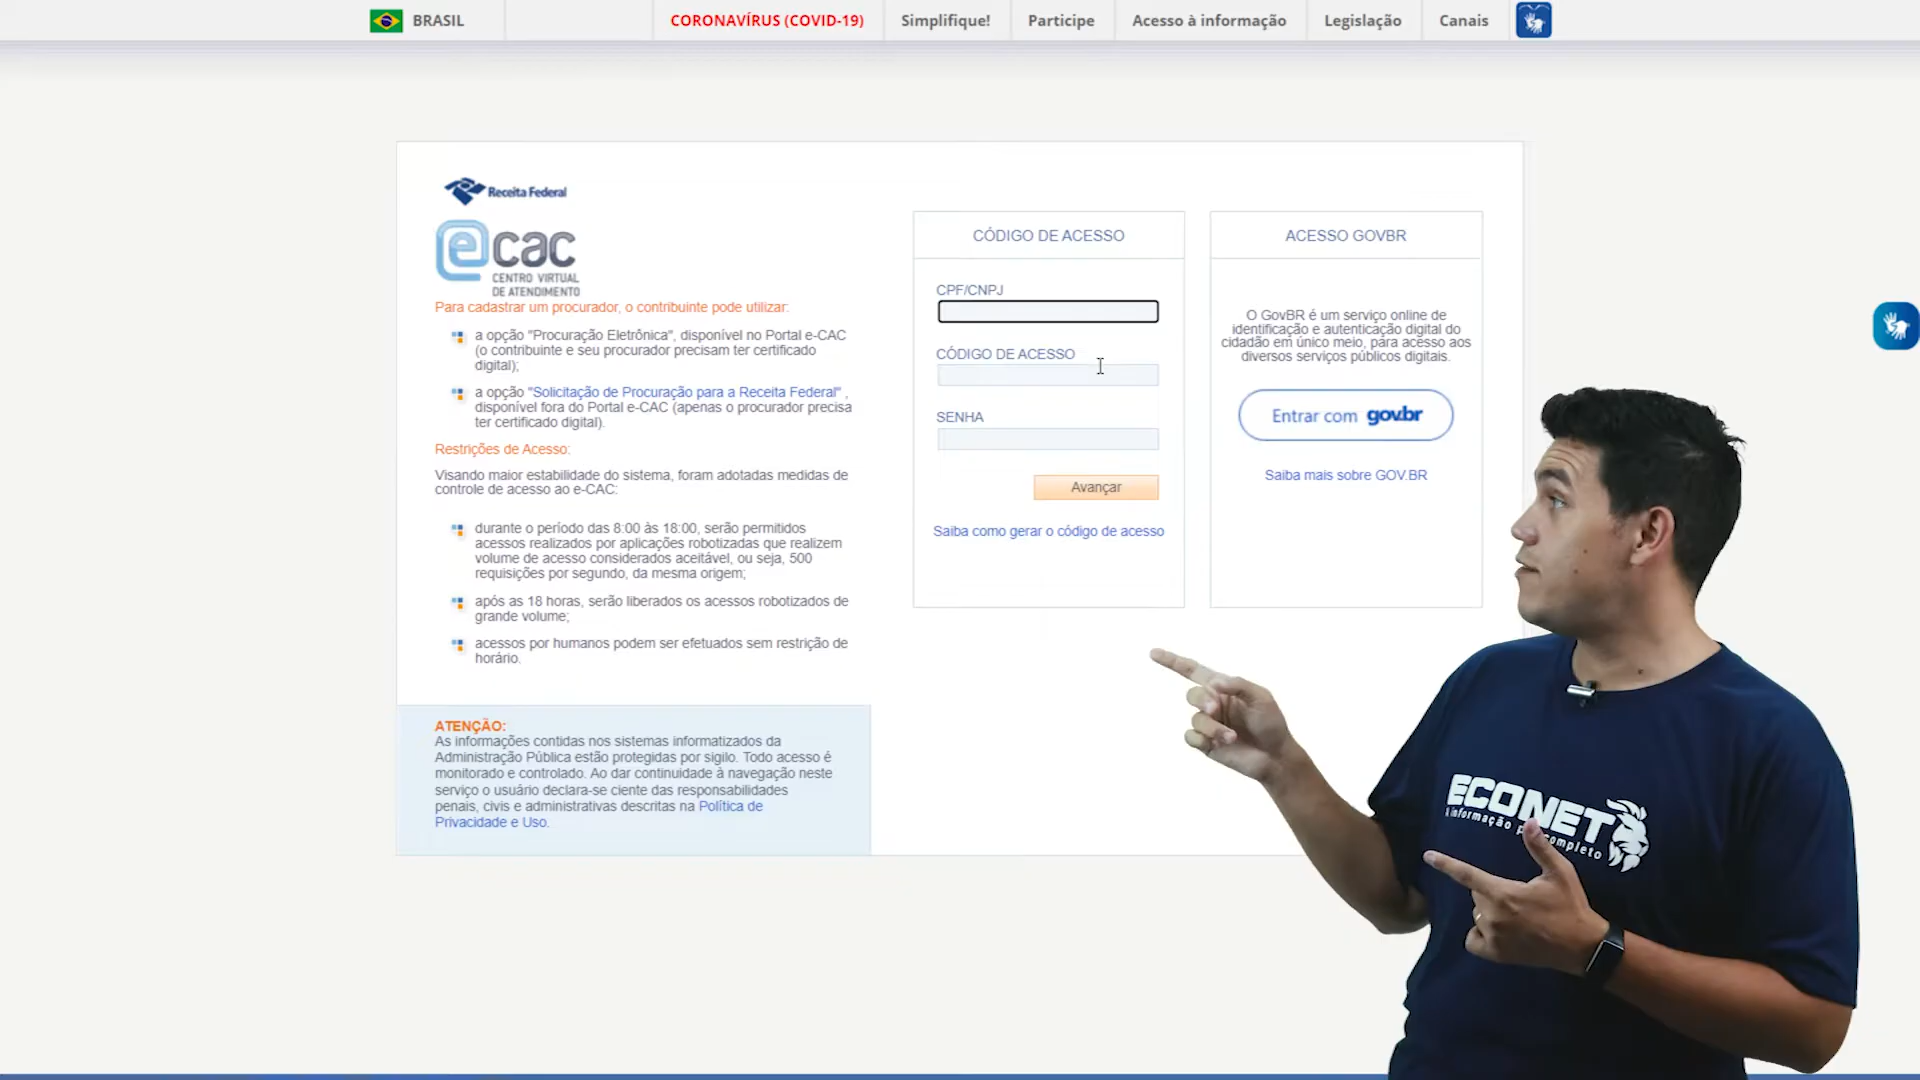 BRASIL
CORONAVÍRUS (COVID-19)
Simplifique!
Participe
Acesso à informação
Legislação
Canais
Receita Federal
ecac
CENTRO VIRTUAL
DE ATENDIMENTO
Para cadastrar um procurador, o contribuinte pode utilizar:
a opção "Procuração Eletrônica", disponível no Portal e-CAC
(o contribuinte e seu procurador precisam ter certificado
digital);
a opção "Solicitação de Procuração para a Receita Federal" ,
disponível fora do Portal e-CAC (apenas o procurador precisa
ter certificado digital).
Restrições de Acesso:
Visando maior estabilidade do sistema, foram adotadas medidas de
controle de acesso ao e-CAC:
durante o período das 8:00 às 18:00, serão permitidos
acessos realizados por aplicações robotizadas que realizem
volume de acesso considerados aceitável, ou seja, 500
requisições por segundo, da mesma origem;
após as 18 horas, serão liberados os acessos robotizados de
grande volume;
acessos por humanos podem ser efetuados sem restrição de
horário.
ATENÇÃO:
As informações contidas nos sistemas informatizados da
Administração Pública estão protegidas por sigilo. Todo acesso é
monitorado e controlado. Ao dar continuidade à navegação neste
serviço o usuário declara-se ciente das responsabilidades
penais, civis e administrativas descritas na Política de
Privacidade e Uso.
CÓDIGO DE ACESSO
CPF/CNPJ
CÓDIGO DE ACESSO
SENHA
Avançar
Saiba como gerar o código de acesso
ACESSO GOVBR
O GovBR é um serviço online de
identificação e autenticação digital do
cidadão em único meio, para acesso aos
diversos serviços públicos digitais.
Entrar com gov.br
Saiba mais sobre GOV.BR
ECONET
informação completo